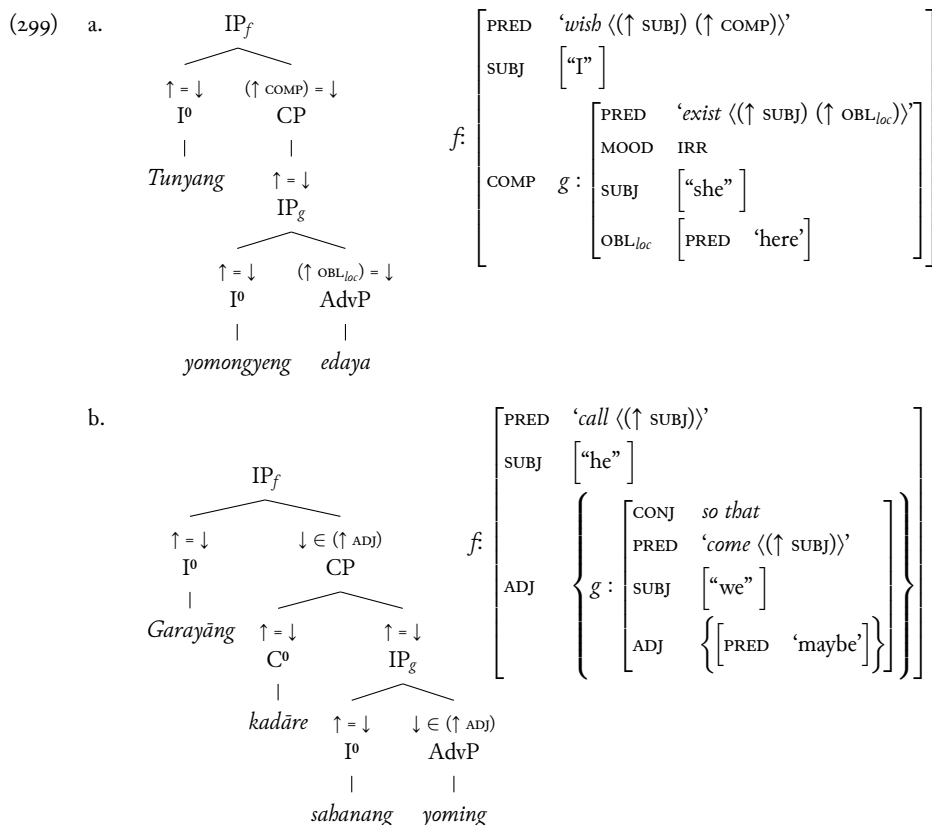 (299) a.
IP_f
↑ = ↓ (↑ COMP) = ↓
I⁰ CP
Tunyang ↑ = ↓
IP_g
↑ = ↓ (↑ OBL_loc) = ↓
I⁰ AdvP
yomongyeng edaya
f:
PRED ‘wish ⟨(↑ SUBJ) (↑ COMP)⟩’
SUBJ [“I”]
COMP g :
PRED ‘exist ⟨(↑ SUBJ) (↑ OBL_loc)⟩’
MOOD IRR
SUBJ [“she”]
OBL_loc [PRED ‘here’]
b.
IP_f
↑ = ↓ ↓ ∈ (↑ ADJ)
I⁰ CP
Garayāng ↑ = ↓ ↑ = ↓
C⁰ IP_g
kadāre ↑ = ↓ ↓ ∈ (↑ ADJ)
I⁰ AdvP
sahanang yoming
f:
PRED ‘call ⟨(↑ SUBJ)⟩’
SUBJ [“he”]
ADJ { g :
CONJ so that
PRED ‘come ⟨(↑ SUBJ)⟩’
SUBJ [“we”]
ADJ {[PRED ‘maybe’]} }